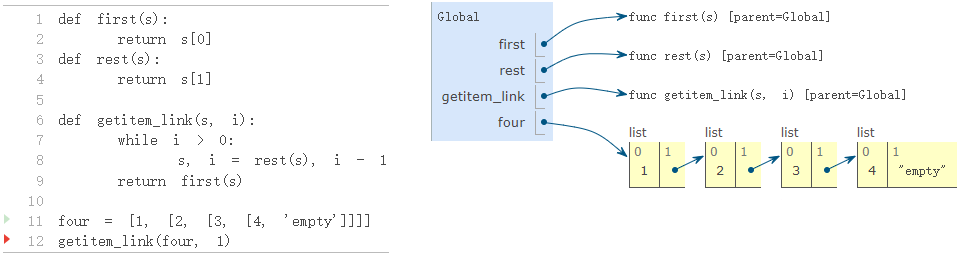 1 def first(s):
2 return s[0]
3 def rest(s):
4 return s[1]
5
6 def getitem_link(s, i):
7 while i > 0:
8 s, i = rest(s), i - 1
9 return first(s)
10
11 four = [1, [2, [3, [4, 'empty']]]]
12 getitem_link(four, 1)
Global
first
rest
getitem_link
four
func first(s) [parent=Global]
func rest(s) [parent=Global]
func getitem_link(s, i) [parent=Global]
list list list list
0 1 0 1 0 1 0 1
1 2 3 4 "empty"